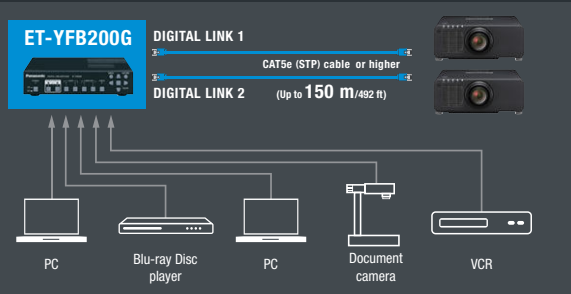 ET-YFB200G
DIGITAL LINK 1
CAT5e (STP) cable or higher
DIGITAL LINK 2
(Up to 150 m/492 ft)
Panasonic
PC
Blu-ray Disc
player
PC
Document
camera
VCR